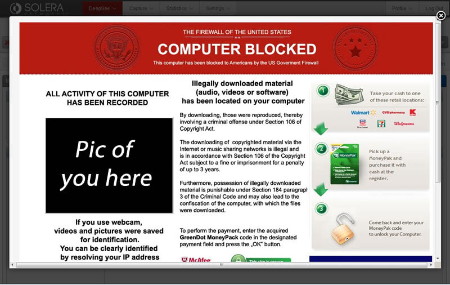 SOLERA
THE FIREWALL OF THE UNITED STATES
COMPUTER BLOCKED
This computer has been blocked to Americans by the US Goverment Firewall
ALL ACTIVITY OF THIS COMPUTER
HAS BEEN RECORDED
Pic of
you here
If you use webcam,
videos and pictures were saved
for identification.
You can be clearly identified
by resolving your IP address
Illegally downloaded material
(audio, videos or software)
has been located on your computer
By downloading, those were reproduced, thereby
involving a criminal offense under Section 106 of
Copyright Act.
The downloading of copyrighted material via the
Internet or music sharing networks is illegal and
is in accordance with Section 106 of the Copyright
Act subject to a fine or imprisonment for a penalty
of up to 3 years.
Furthermore, possession of illegally downloaded
material is punishable under Section 184 paragraph
3 of the Criminal Code and may also lead to the
confiscation of the computer, with which the files
were downloaded.
To perform the payment, enter the acquired
GreenDot MoneyPak code in the designated
payment field and press the „OK" button.
McAfee
1
Take your cash to one
of those retail locations:
Walmart
2
MoneyPak
Pick up a
MoneyPak and
purchase it with
cash at the
register.
3
Come back and enter your
MoneyPak code
to unlock your Computer.